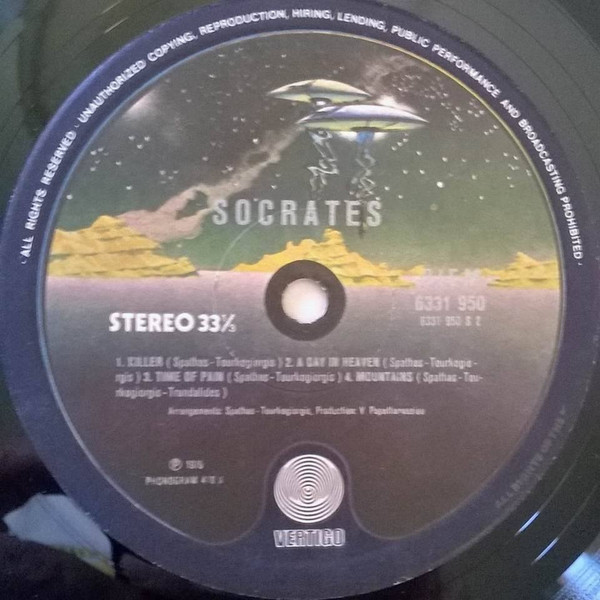 · ALL RIGHTS RESERVED · UNAUTHORIZED COPYING, REPRODUCTION, HIRING, LENDING, PUBLIC PERFORMANCE AND BROADCASTING PROHIBITED ·
SOCRATES
STEREO 33⅓
6331 950
6331 950 S 2
1. KILLER ( Spathas - Tourkogiorgis ) 2. A DAY IN HEAVEN ( Spathas - Tourkogio -
rgis ) 3. TIME OF PAIN ( Spathas - Tourkogiorgis ) 4. MOUNTAINS ( Spathas - Tou-
rkogiorgis - Trandalides )
Arrangements: Spathas - Tourkogiorgis, Production: V. Papathanassiou
℗ 1976
PHONOGRAM
VERTIGO